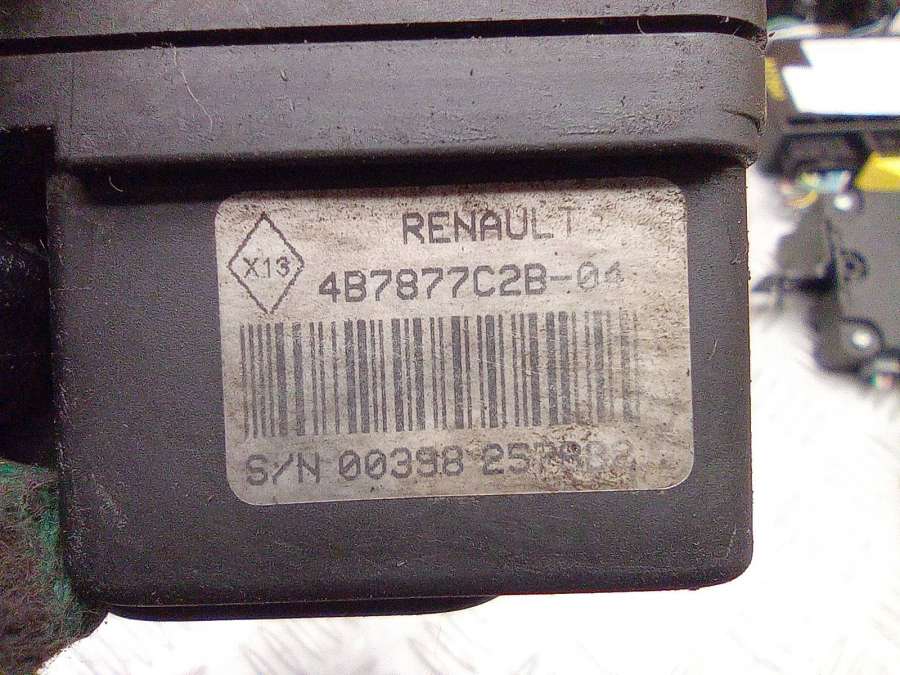 RENAULT
X13
4B7877C2B-04
S/N 00398